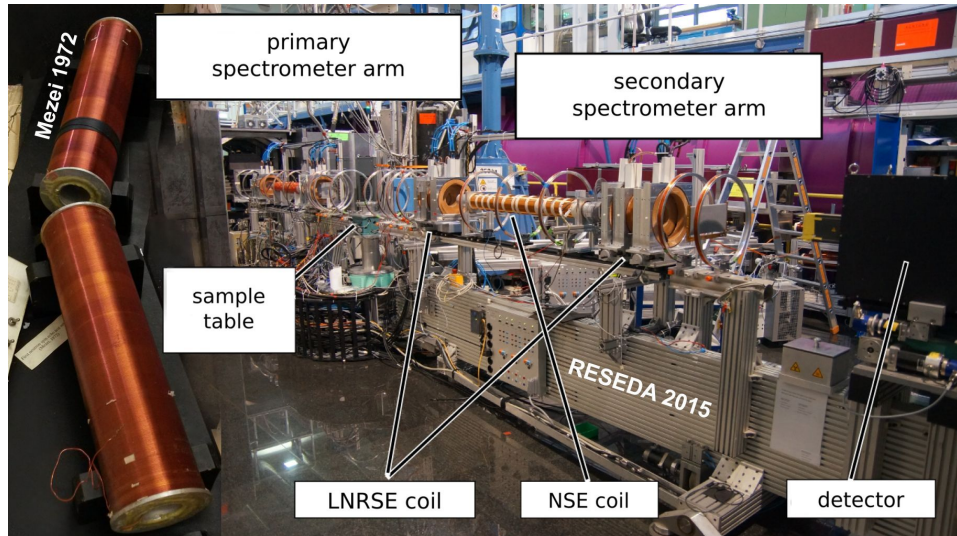 Mezei 1972
primary
spectrometer arm
secondary
spectrometer arm
sample
table
RESEDA 2015
LNRSE coil
NSE coil
detector